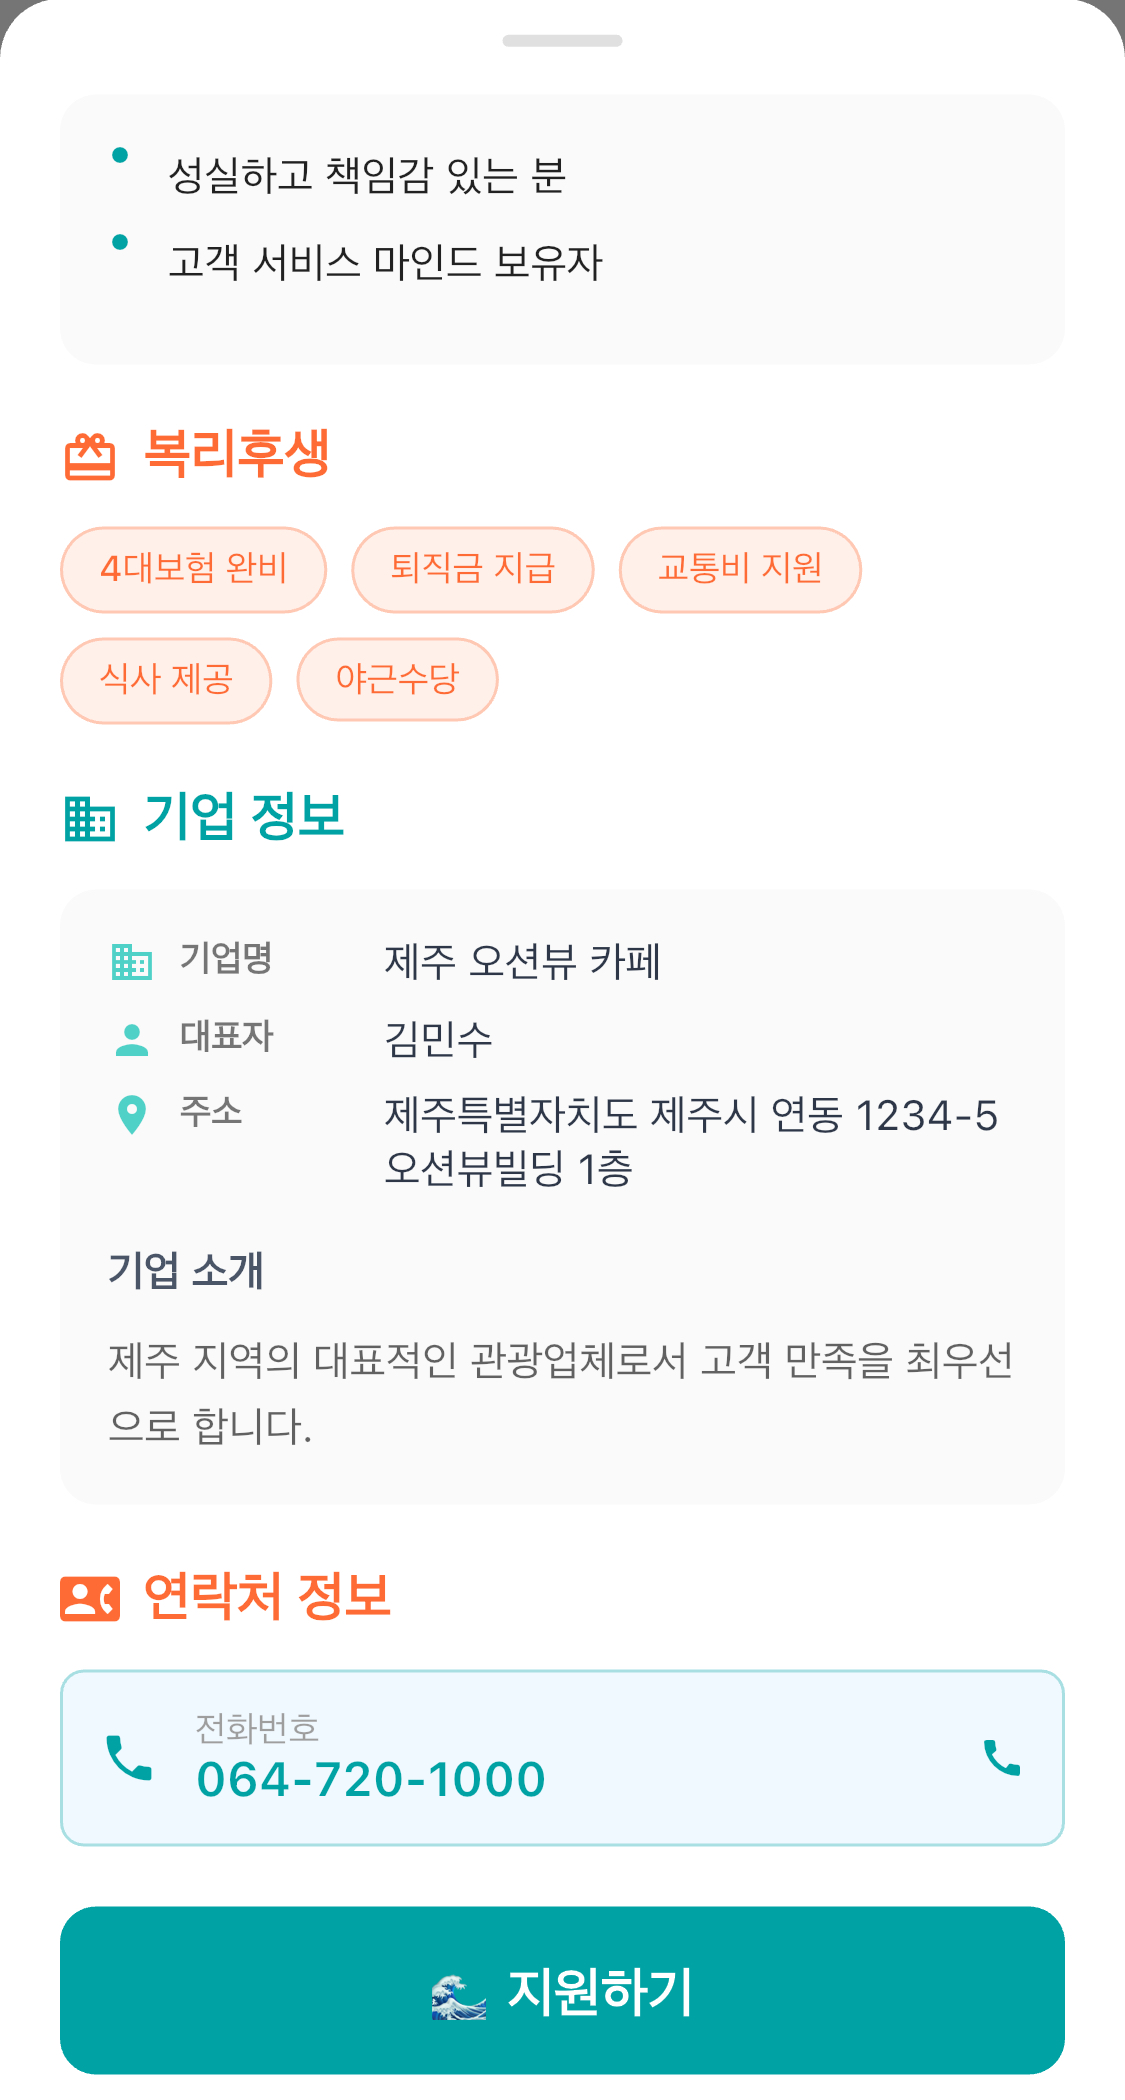 성실하고 책임감 있는 분
고객 서비스 마인드 보유자
복리후생
4대보험 완비
퇴직금 지급
교통비 지원
식사 제공
야근수당
기업 정보
기업명 제주 오션뷰 카페
대표자 김민수
주소 제주특별자치도 제주시 연동 1234-5
오션뷰빌딩 1층
기업 소개
제주 지역의 대표적인 관광업체로서 고객 만족을 최우선
으로 합니다.
연락처 정보
전화번호
064-720-1000
🌊 지원하기